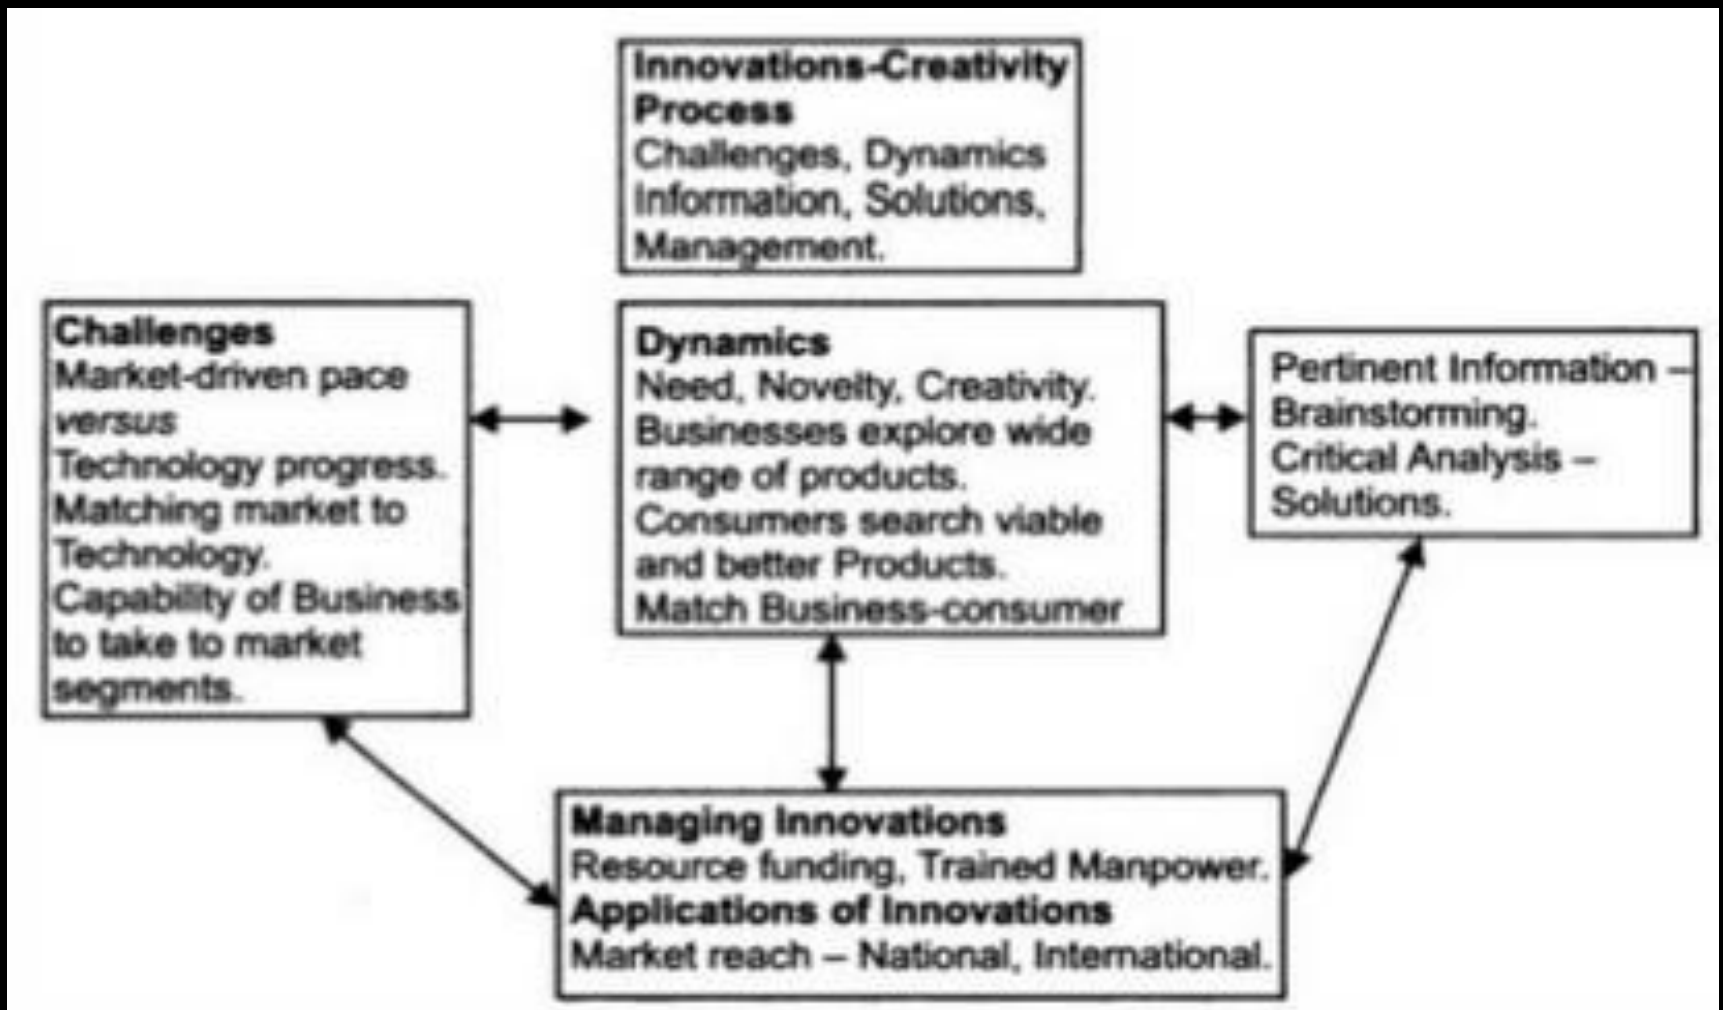 Innovations-Creativity
Process
Challenges, Dynamics
Information, Solutions,
Management.
Challenges
Market-driven pace
versus
Technology progress.
Matching market to
Technology.
Capability of Business
to take to market
segments.
Dynamics
Need, Novelty, Creativity.
Businesses explore wide
range of products.
Consumers search viable
and better Products.
Match Business-consumer
Pertinent Information –
Brainstorming.
Critical Analysis –
Solutions.
Managing Innovations
Resource funding, Trained Manpower.
Applications of Innovations
Market reach – National, International.